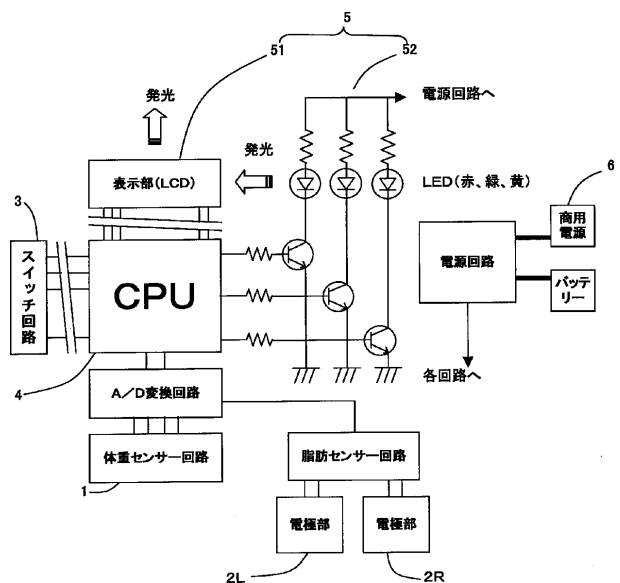 5
51
52
発光
電源回路へ
発光
表示部(LCD)
LED(赤、緑、黄)
6
商用
電源
3
スイッチ回路
CPU
電源回路
バッテ
リー
4
A/D変換回路
各回路へ
体重センサー回路
脂肪センサー回路
1
電極部
電極部
2L
2R